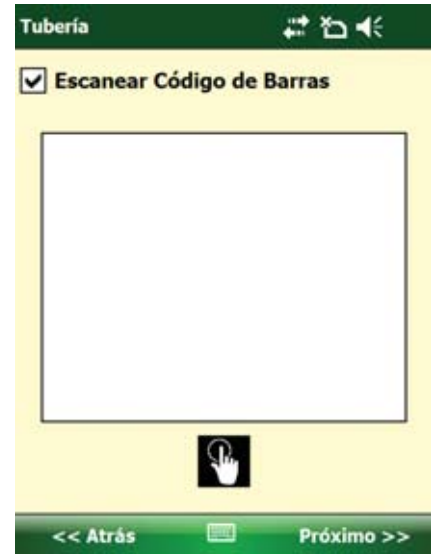 Tubería
Escanear Código de Barras
<< Atrás
Próximo >>